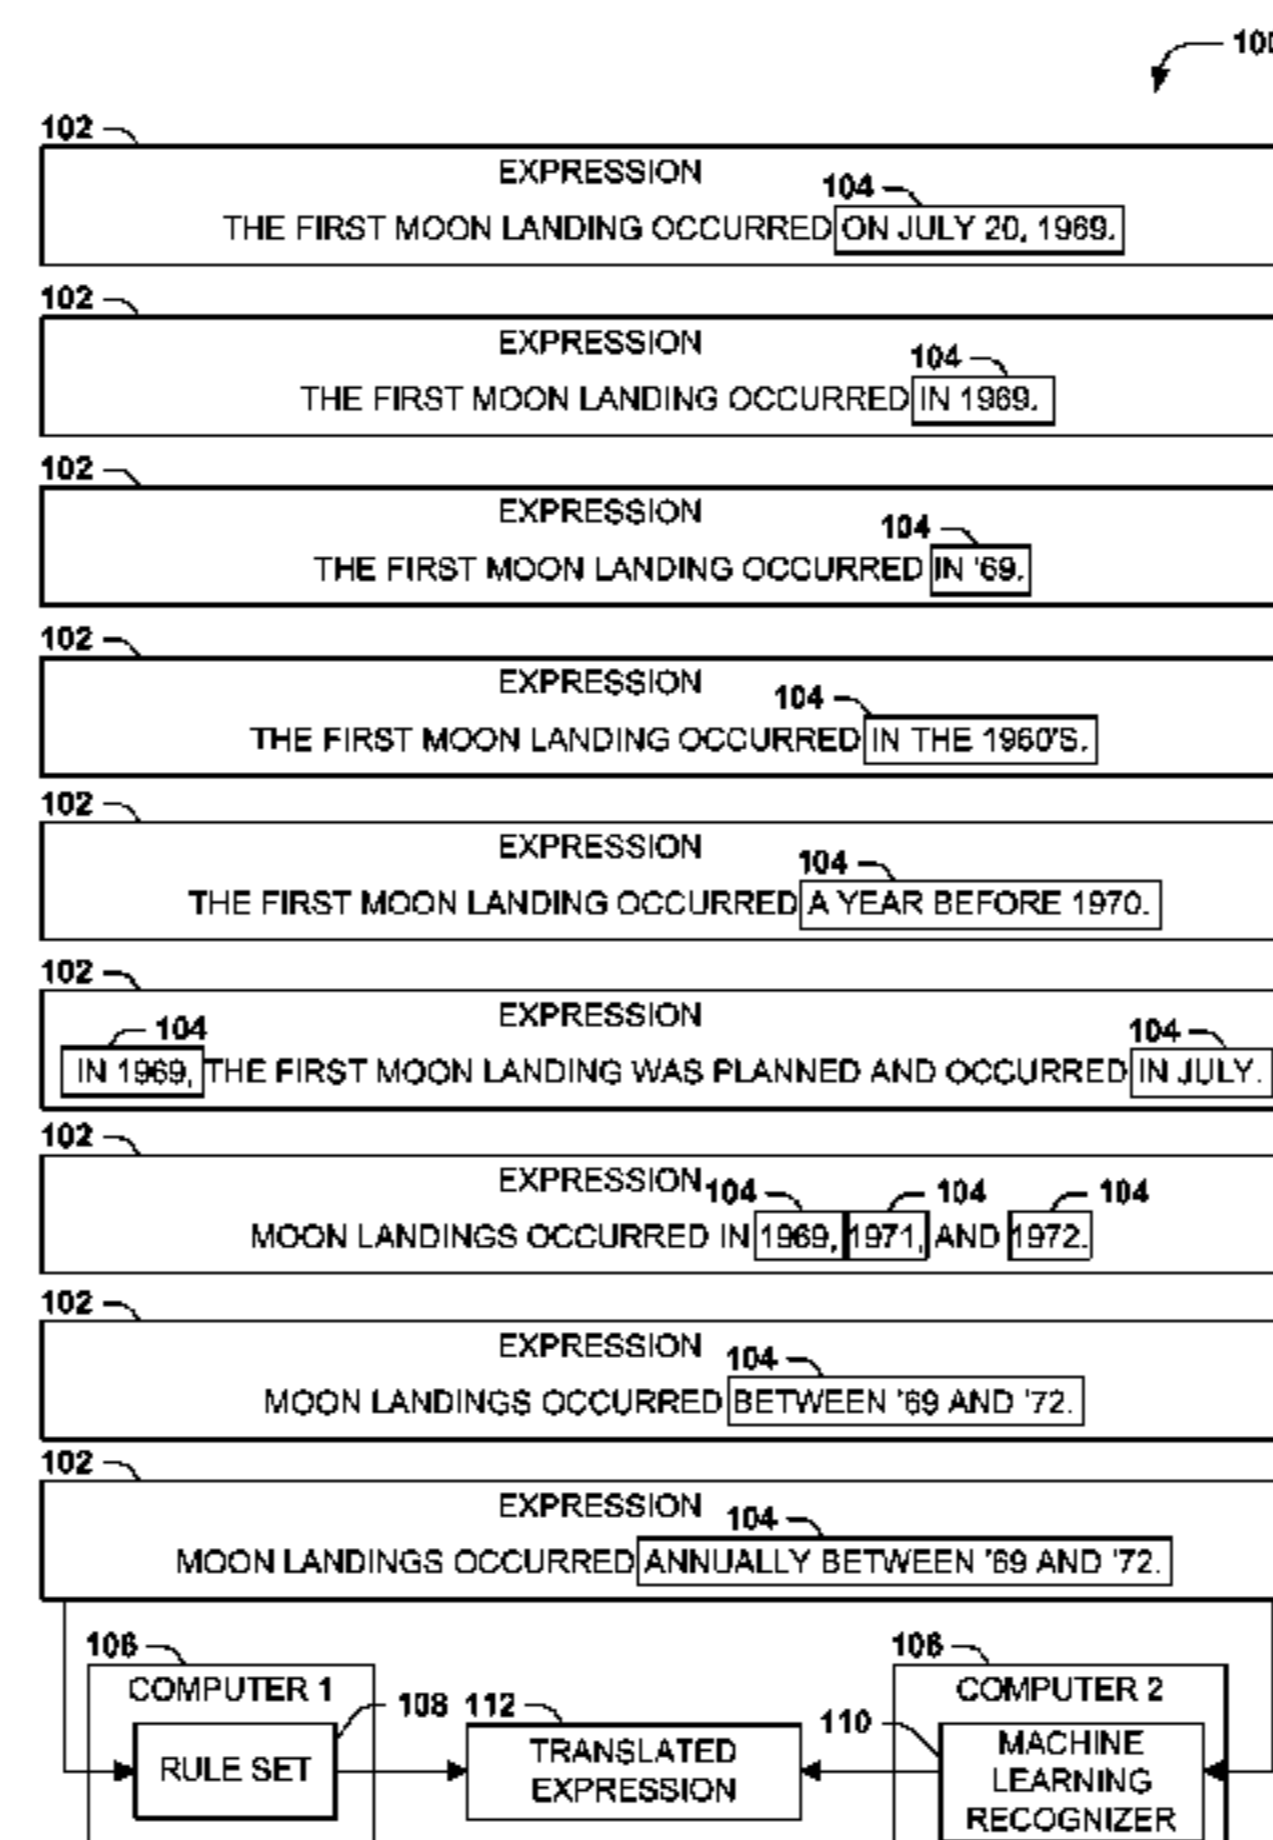 100
102
EXPRESSION
104
THE FIRST MOON LANDING OCCURRED ON JULY 20, 1969.
102
EXPRESSION
104
THE FIRST MOON LANDING OCCURRED IN 1969.
102
EXPRESSION
104
THE FIRST MOON LANDING OCCURRED IN '69.
102
EXPRESSION
104
THE FIRST MOON LANDING OCCURRED IN THE 1960'S.
102
EXPRESSION
104
THE FIRST MOON LANDING OCCURRED A YEAR BEFORE 1970.
102
EXPRESSION
104 104
IN 1969, THE FIRST MOON LANDING WAS PLANNED AND OCCURRED IN JULY.
102
EXPRESSION
104 104 104
MOON LANDINGS OCCURRED IN 1969, 1971, AND 1972.
102
EXPRESSION
104
MOON LANDINGS OCCURRED BETWEEN '69 AND '72.
102
EXPRESSION
104
MOON LANDINGS OCCURRED ANNUALLY BETWEEN '69 AND '72.
106 106
COMPUTER 1 COMPUTER 2
108 112 110
RULE SET
TRANSLATED
EXPRESSION
MACHINE
LEARNING
RECOGNIZER